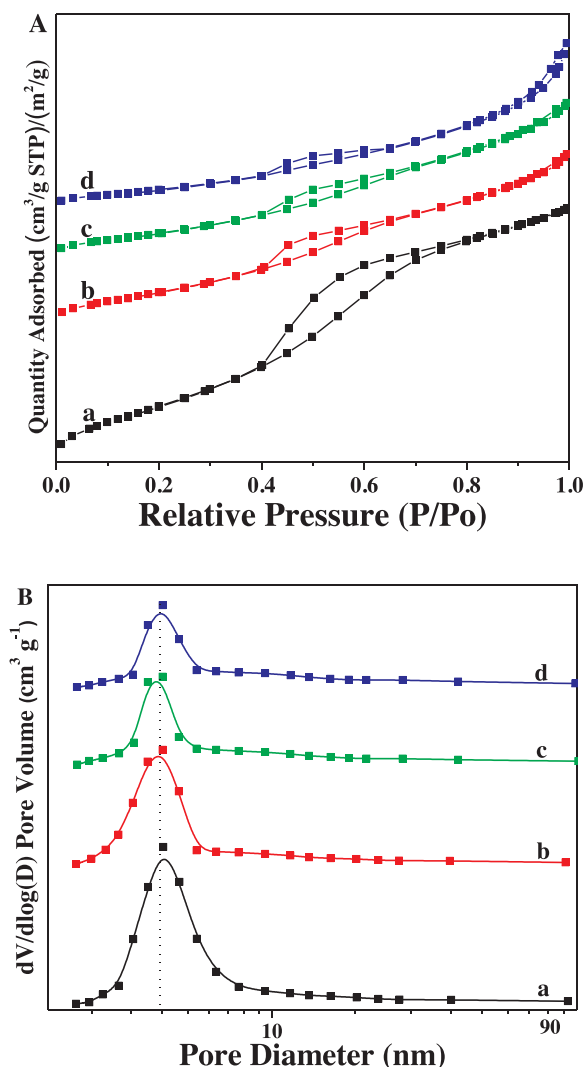 A
Quantity Adsorbed (cm³/g STP)/(m²/g)
d
c
b
a
0.0 0.2 0.4 0.6 0.8 1.0
Relative Pressure (P/Po)
B
dV/dlog(D) Pore Volume (cm³ g⁻¹)
d
c
b
a
10 90
Pore Diameter (nm)